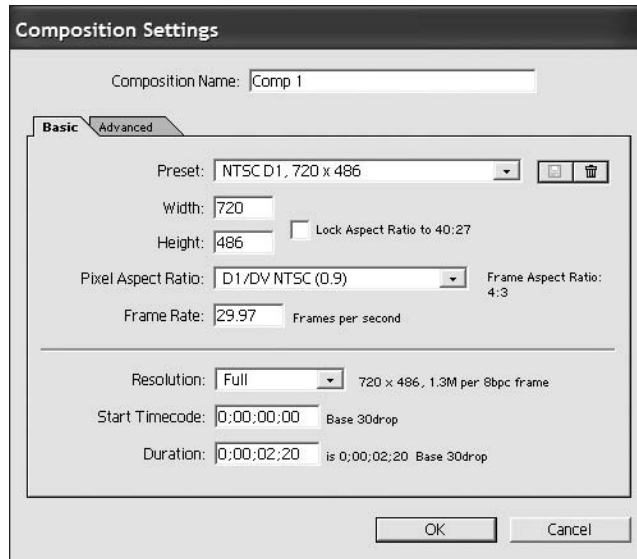 Composition Settings
Composition Name: Comp 1
Basic Advanced
Preset: NTSC D1, 720 x 486
Width: 720
Lock Aspect Ratio to 40:27
Height: 486
Pixel Aspect Ratio: D1/DV NTSC (0.9) Frame Aspect Ratio:
4:3
Frame Rate: 29.97 Frames per second
Resolution: Full 720 x 486, 1.3M per 8bpc frame
Start Timecode: 0;00;00;00 Base 30drop
Duration: 0;00;02;20 is 0;00;02;20 Base 30drop
OK Cancel